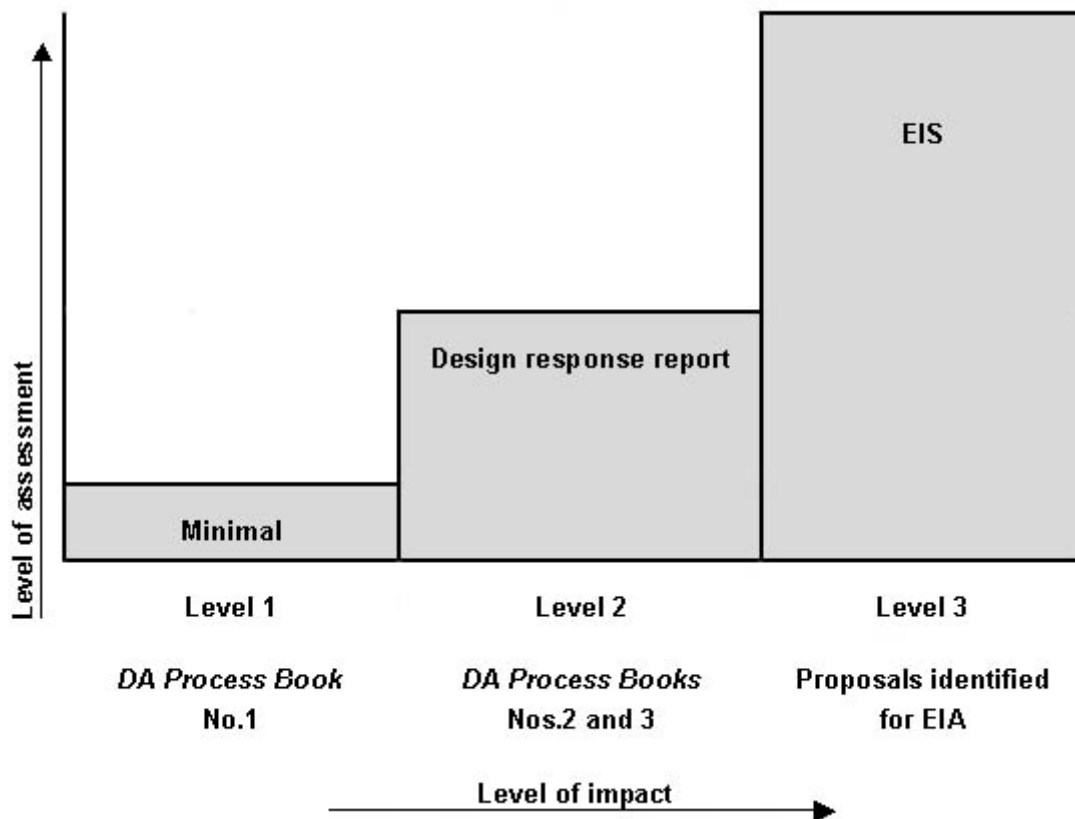 EIS
Design response report
Minimal
Level of assessment
Level 1
Level 2
Level 3
DA Process Book
No.1
DA Process Books
Nos.2 and 3
Proposals identified
for EIA
Level of impact